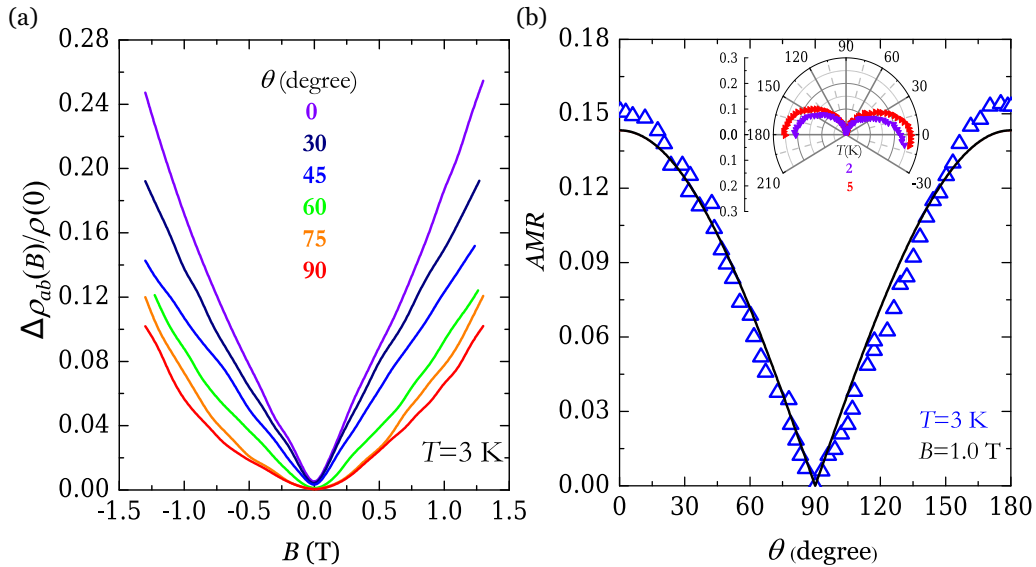 (a)
0.28
0.24
0.20
0.16
0.12
0.08
0.04
0.00
Δρab(B)/ρ(0)
θ (degree)
0
30
45
60
75
90
T=3 K
-1.5 -1.0 -0.5 0.0 0.5 1.0 1.5
B (T)
(b)
0.18
0.15
0.12
0.09
0.06
0.03
0.00
AMR
0.3
0.2
0.1
0.0
0.1
0.2
0.3
90
120 60
150 30
180 0
210 -30
T(K)
2
5
T=3 K
B=1.0 T
0 30 60 90 120 150 180
θ (degree)